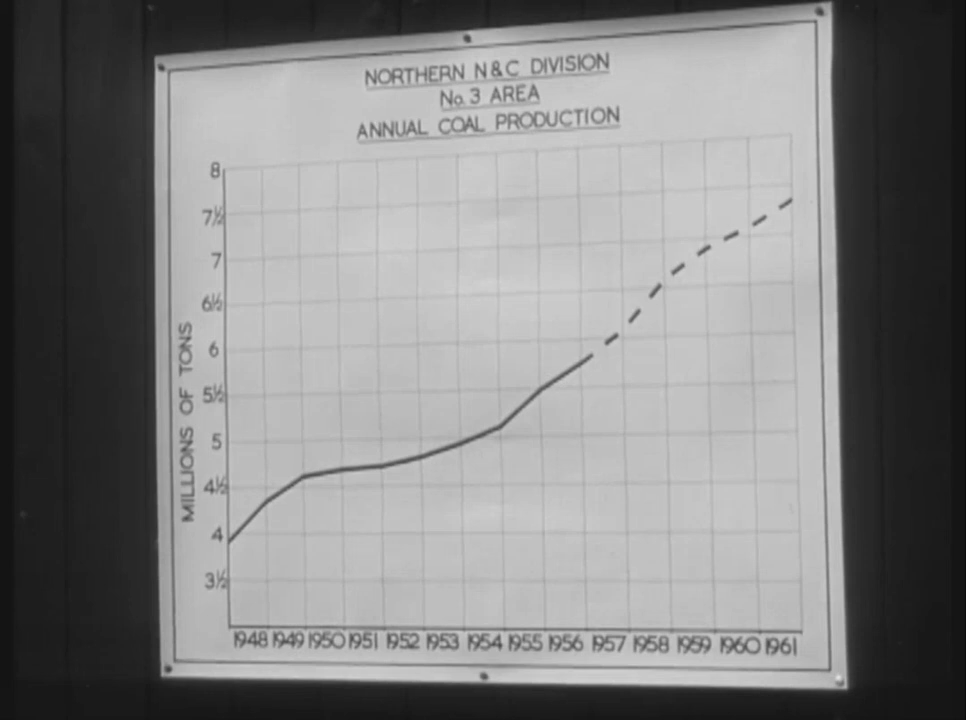 NORTHERN N&C DIVISION
No. 3 AREA
ANNUAL COAL PRODUCTION
8
7½
7
6½
6
5½
5
4½
4
3½
MILLIONS OF TONS
1948 1949 1950 1951 1952 1953 1954 1955 1956 1957 1958 1959 1960 1961